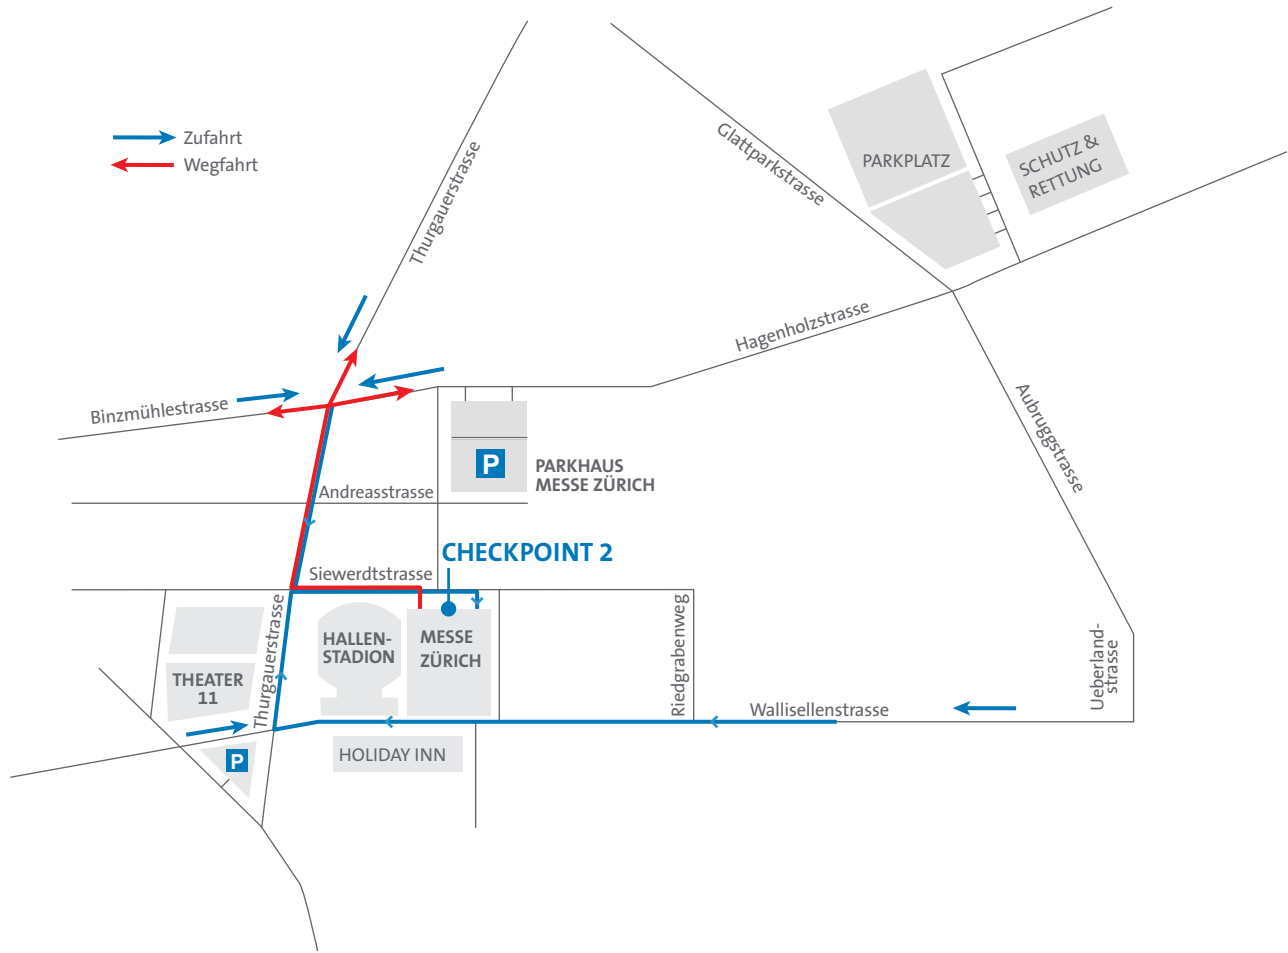 Zufahrt
Wegfahrt
Thurgauerstrasse
Glattparkstrasse
PARKPLATZ
SCHUTZ &
RETTUNG
Hagenholzstrasse
Binzmühlestrasse
Aubruggstrasse
P
PARKHAUS
MESSE ZÜRICH
Andreasstrasse
CHECKPOINT 2
Siewerdtstrasse
Thurgauerstrasse
HALLEN-
STADION
MESSE
ZÜRICH
Riedgrabenweg
Ueberland-
strasse
THEATER
11
Wallisellenstrasse
P
HOLIDAY INN